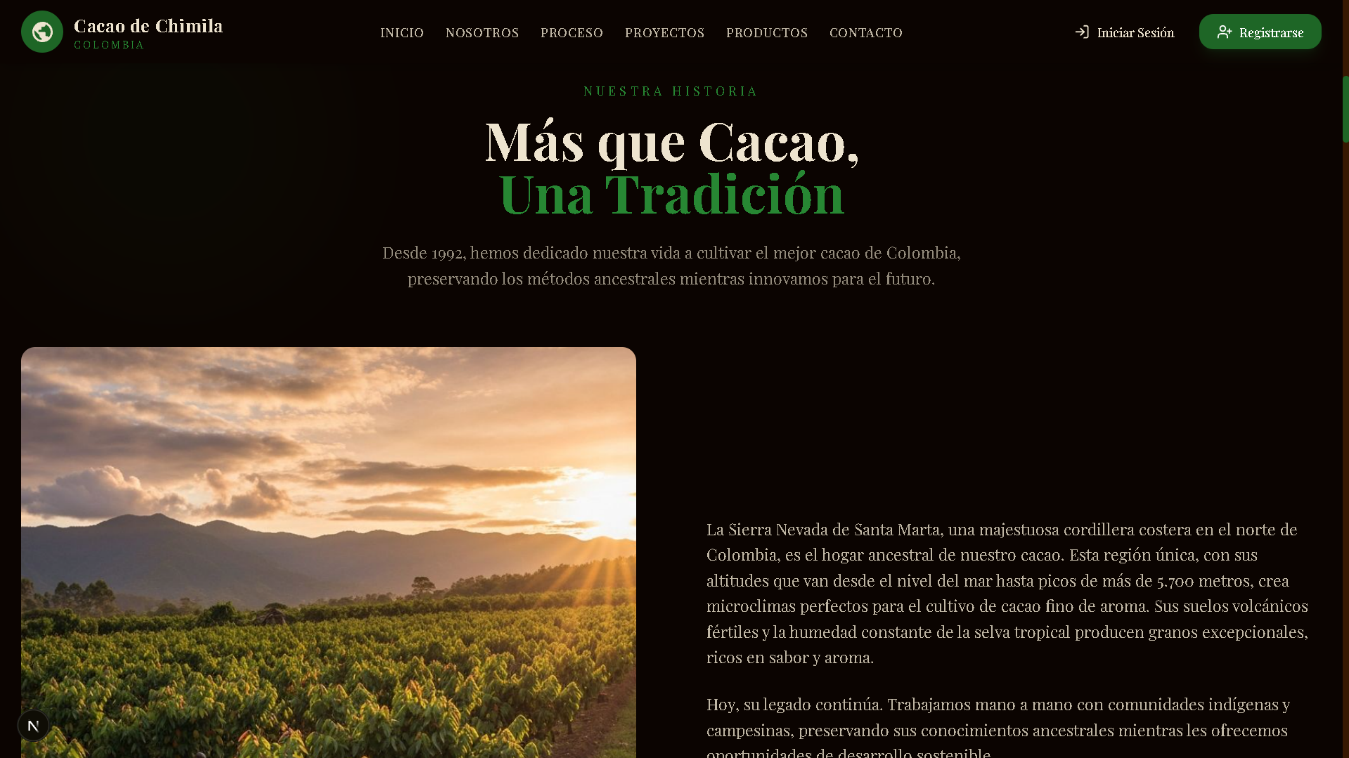 Cacao de Chimila
COLOMBIA
INICIO NOSOTROS PROCESO PROYECTOS PRODUCTOS CONTACTO
Iniciar Sesión
Registrarse
NUESTRA HISTORIA
Más que Cacao,
Una Tradición
Desde 1992, hemos dedicado nuestra vida a cultivar el mejor cacao de Colombia,
preservando los métodos ancestrales mientras innovamos para el futuro.
La Sierra Nevada de Santa Marta, una majestuosa cordillera costera en el norte de
Colombia, es el hogar ancestral de nuestro cacao. Esta región única, con sus
altitudes que van desde el nivel del mar hasta picos de más de 5.700 metros, crea
microclimas perfectos para el cultivo de cacao fino de aroma. Sus suelos volcánicos
fértiles y la humedad constante de la selva tropical producen granos excepcionales,
ricos en sabor y aroma.
Hoy, su legado continúa. Trabajamos mano a mano con comunidades indígenas y
campesinas, preservando sus conocimientos ancestrales mientras les ofrecemos
oportunidades de desarrollo sostenible.
N